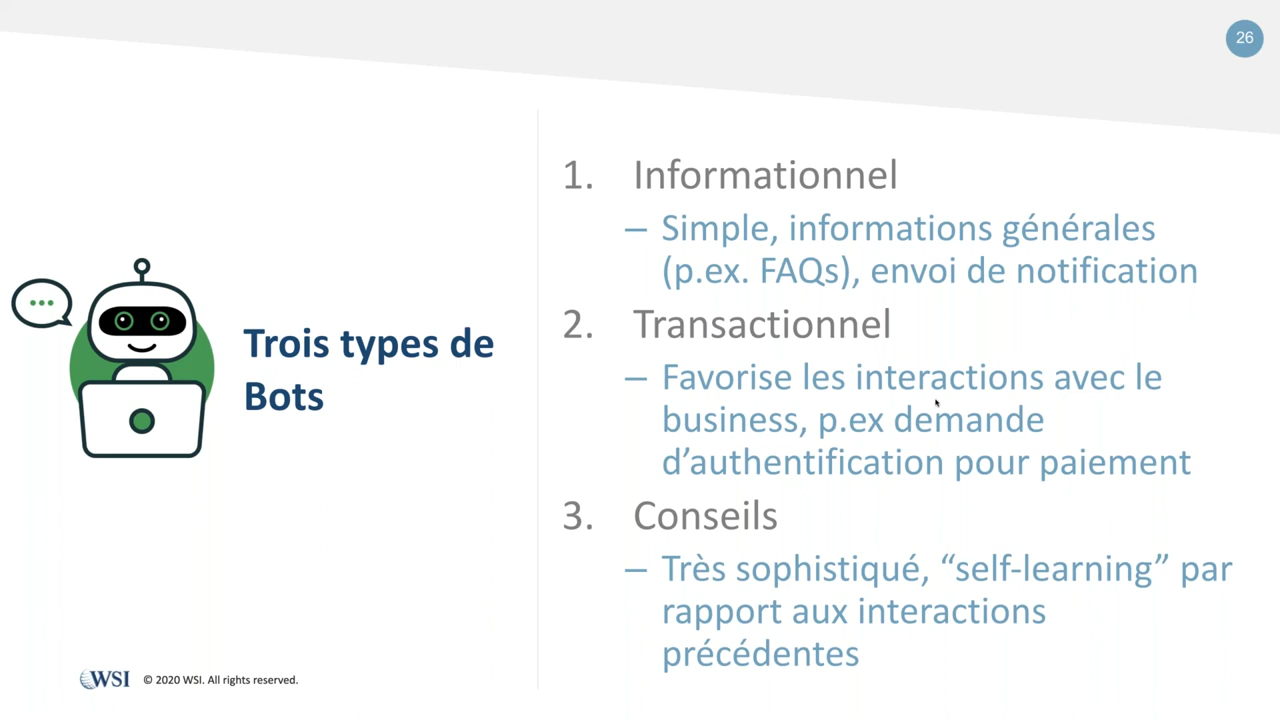 26
Trois types de
Bots
1. Informationnel
– Simple, informations générales
(p.ex. FAQs), envoi de notification
2. Transactionnel
– Favorise les interactions avec le
business, p.ex demande
d’authentification pour paiement
3. Conseils
– Très sophistiqué, “self-learning” par
rapport aux interactions
précédentes
WSI © 2020 WSI. All rights reserved.